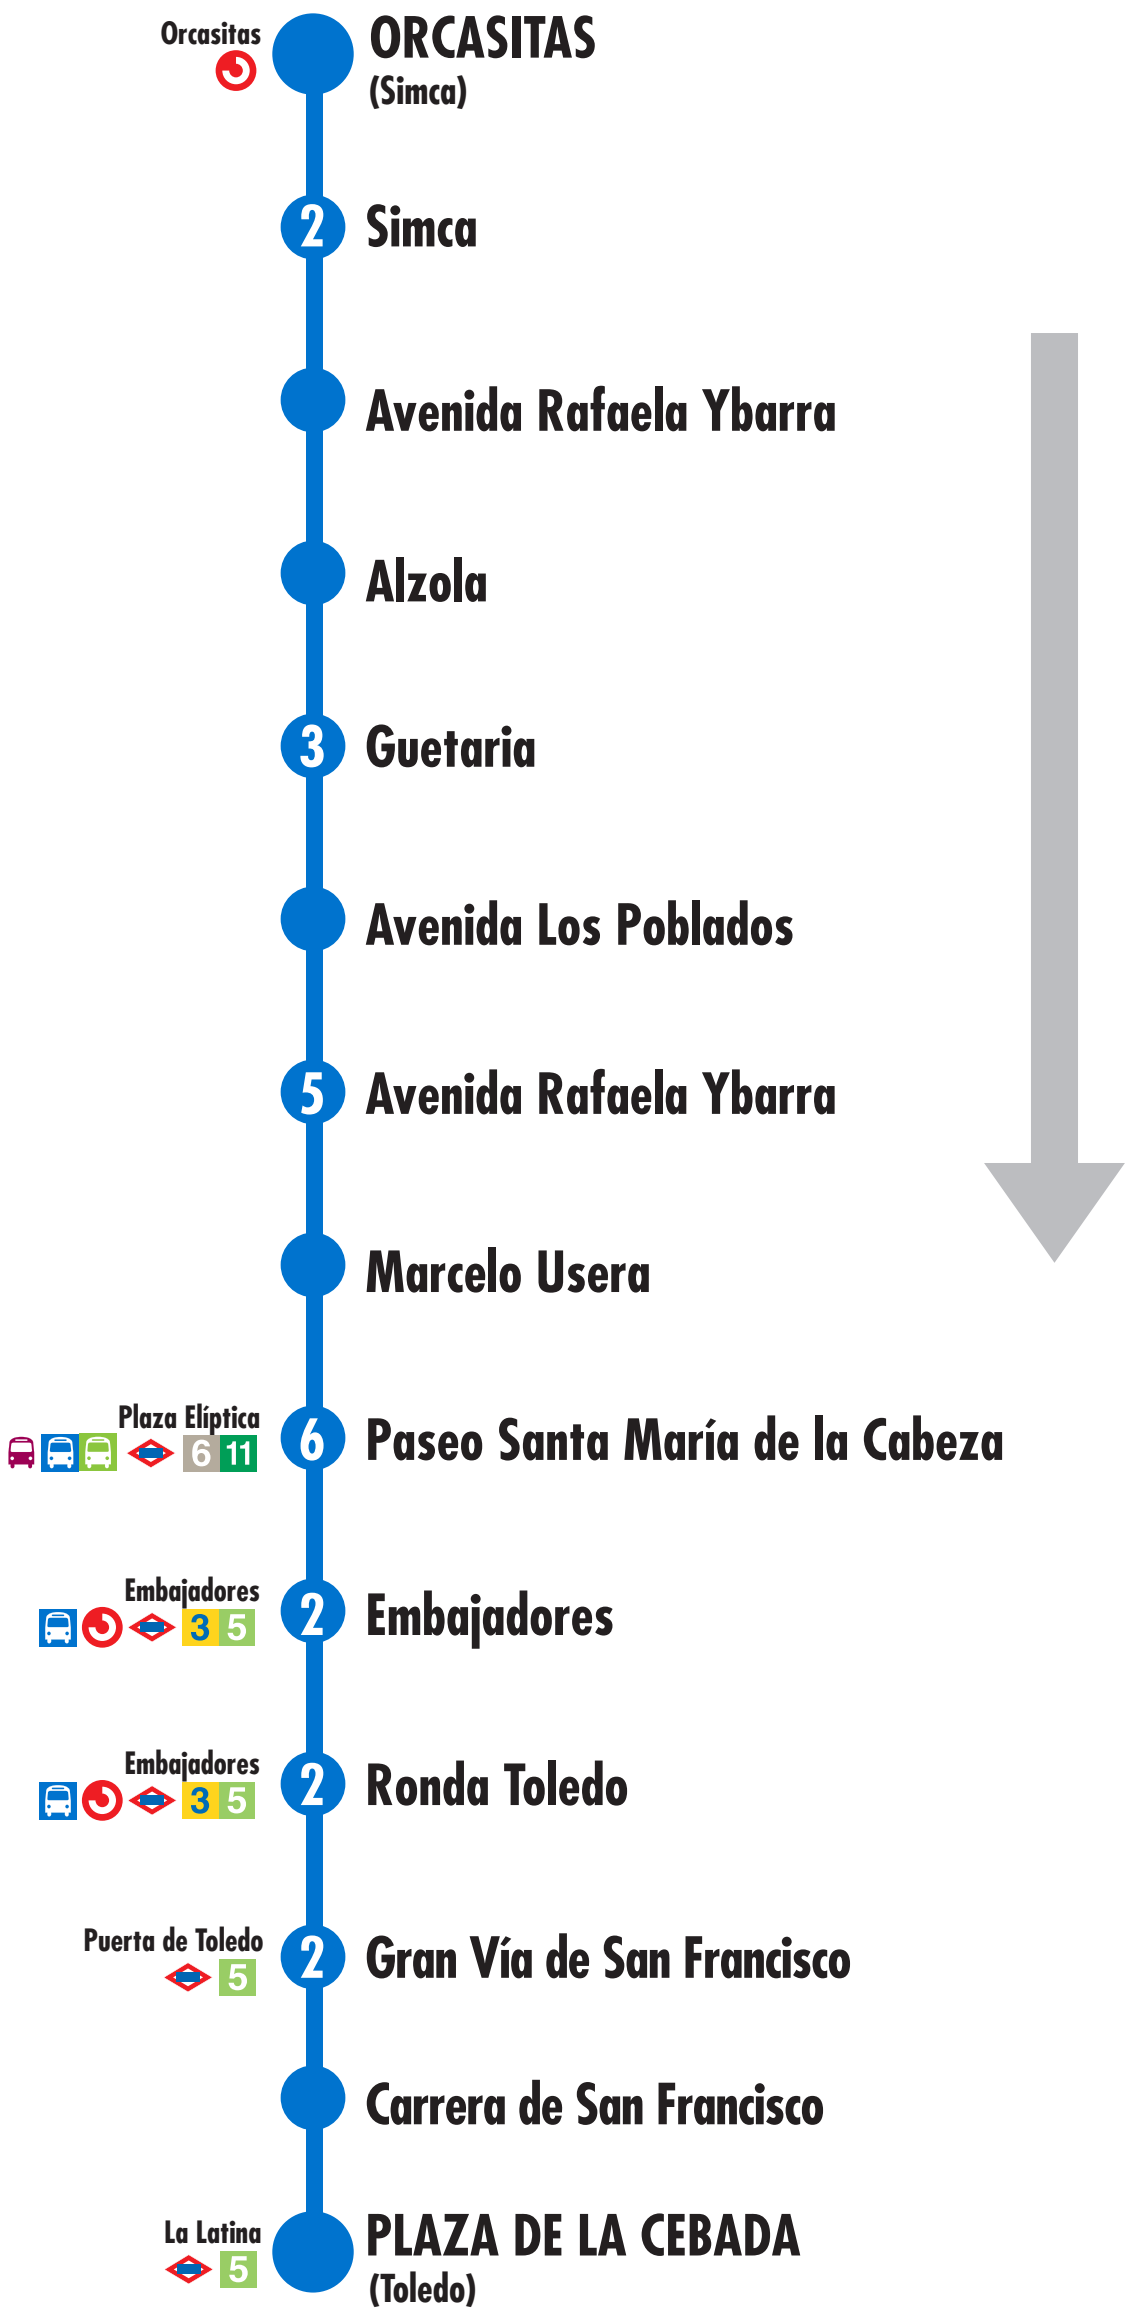 Orcasitas
ORCASITAS
(Simca)
2 Simca
Avenida Rafaela Ybarra
Alzola
3 Guetaria
Avenida Los Poblados
5 Avenida Rafaela Ybarra
Marcelo Usera
Plaza Elíptica
6 11
6 Paseo Santa María de la Cabeza
Embajadores
3 5
2 Embajadores
Embajadores
3 5
2 Ronda Toledo
Puerta de Toledo
5
2 Gran Vía de San Francisco
Carrera de San Francisco
La Latina
5
PLAZA DE LA CEBADA
(Toledo)